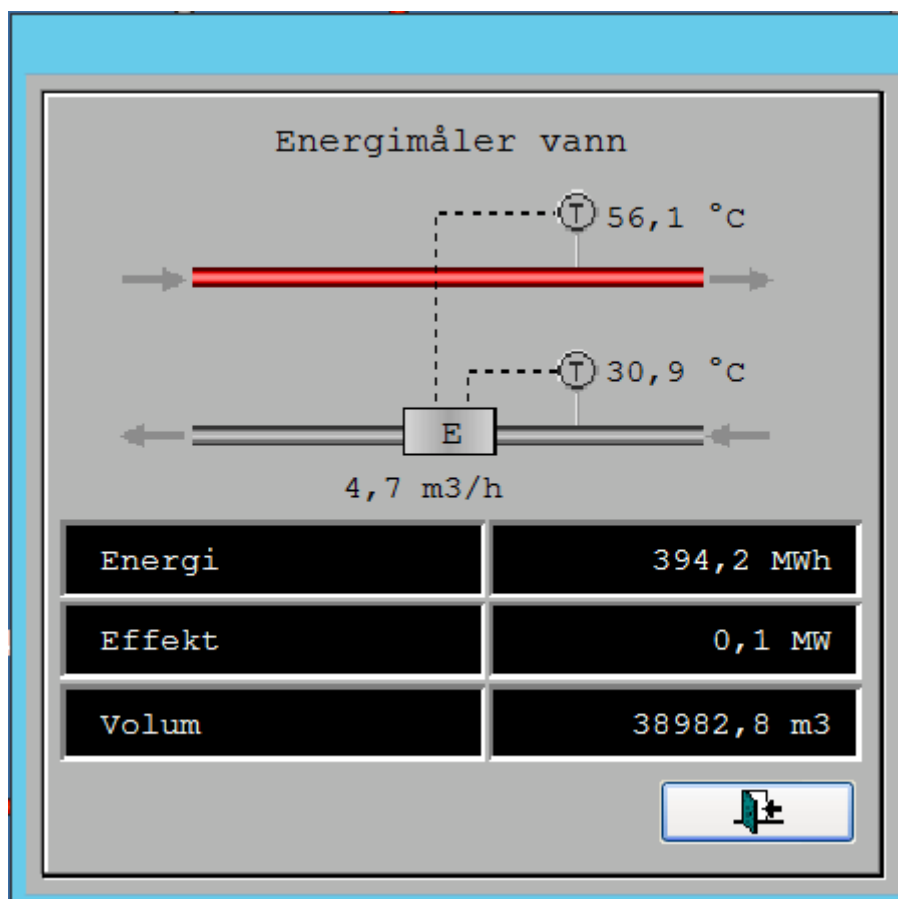 Energimåler vann
T 56,1 °C
T 30,9 °C
E
4,7 m3/h
Energi 394,2 MWh
Effekt 0,1 MW
Volum 38982,8 m3